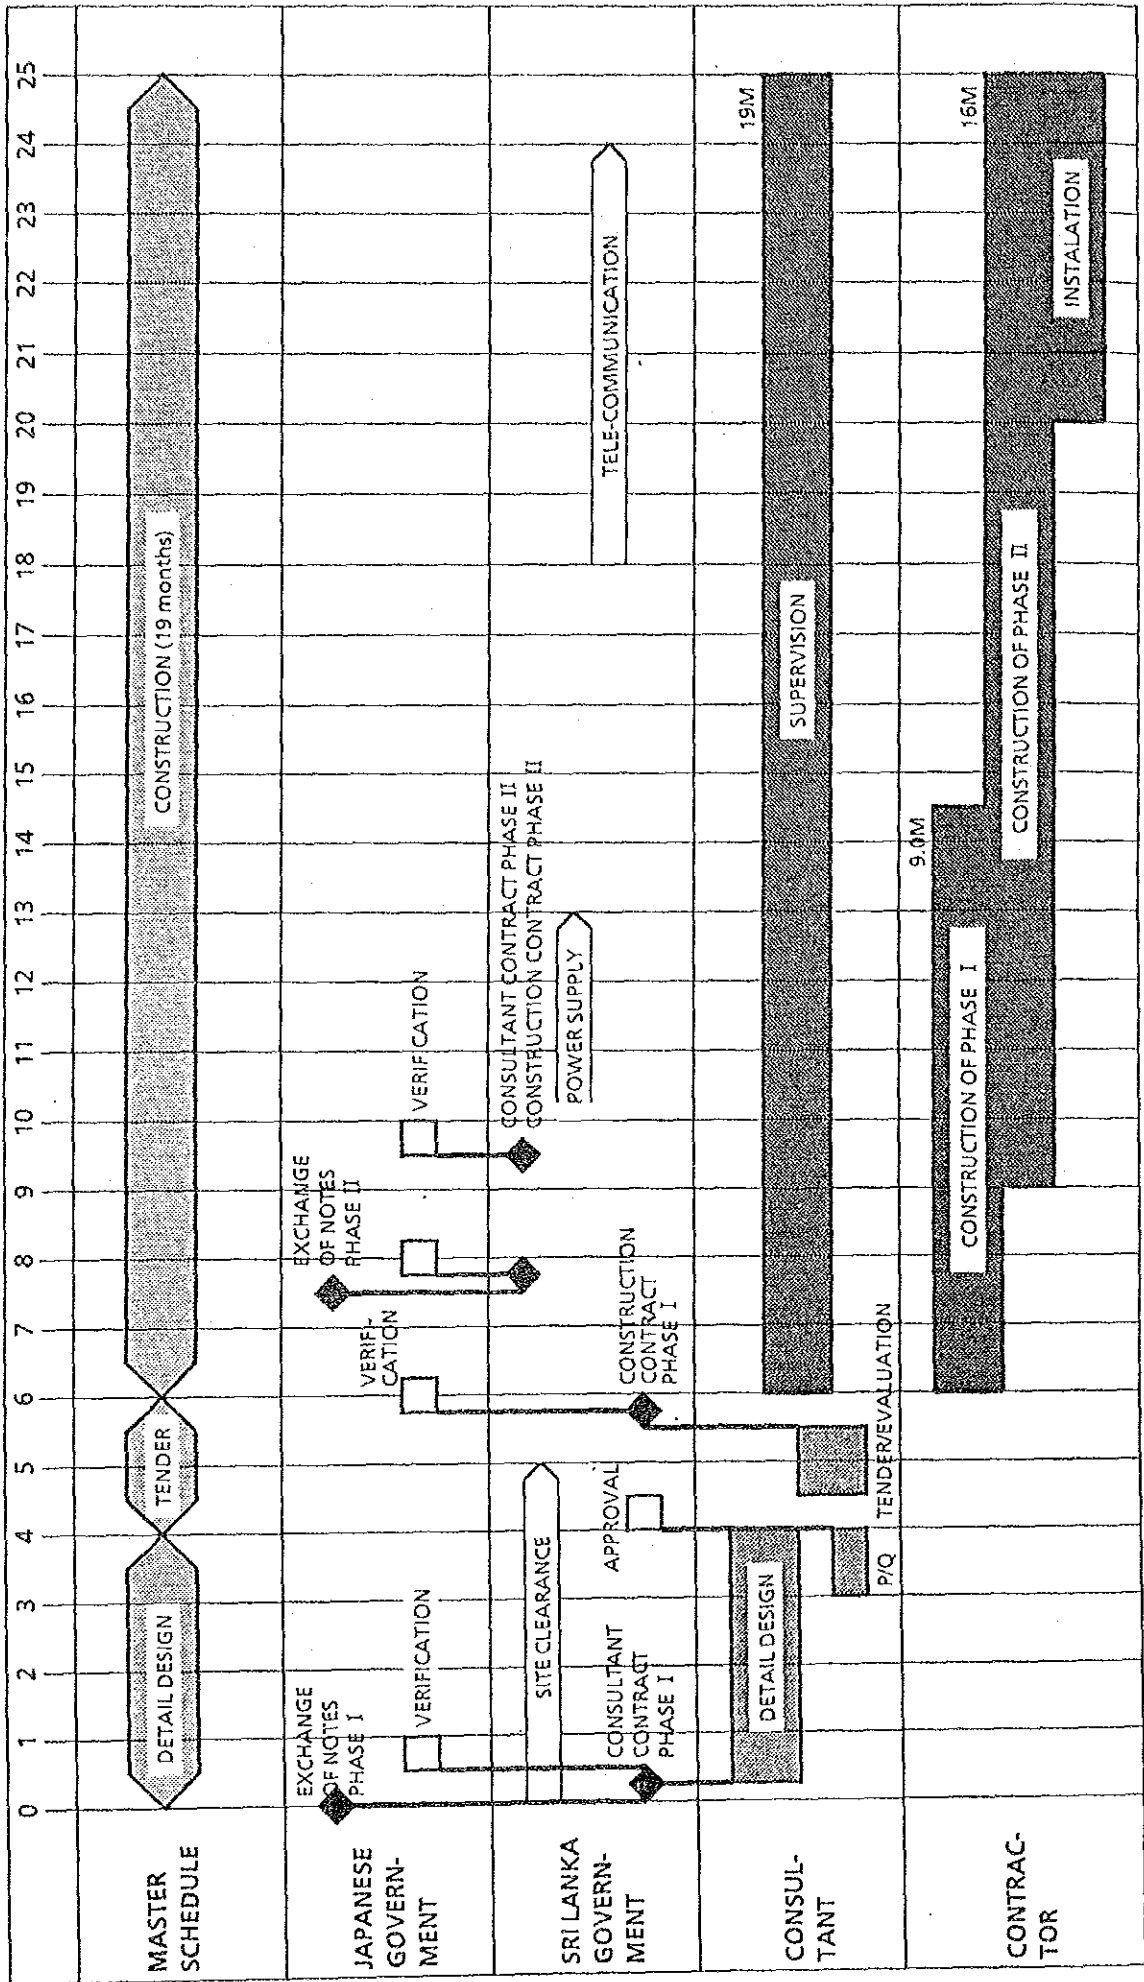 0 1 2 3 4 5 6 7 8 9 10 11 12 13 14 15 16 17 18 19 20 21 22 23 24 25
MASTER
SCHEDULE
DETAIL DESIGN
TENDER
CONSTRUCTION (19 months)
JAPANESE
GOVERN-
MENT
EXCHANGE
OF NOTES
PHASE I
VERIFICATION
VERIFI-
CATION
EXCHANGE
OF NOTES
PHASE II
VERIFICATION
SRI LANKA
GOVERN-
MENT
SITE CLEARANCE
CONSULTANT
CONTRACT
PHASE I
APPROVAL
CONSTRUCTION
CONTRACT
PHASE I
CONSULTANT CONTRACT PHASE II
CONSTRUCTION CONTRACT PHASE II
POWER SUPPLY
TELE-COMMUNICATION
CONSUL-
TANT
DETAIL DESIGN
P/Q
TENDER/EVALUATION
SUPERVISION
19M
CONTRAC-
TOR
CONSTRUCTION OF PHASE I
9.0M
CONSTRUCTION OF PHASE II
16M
INSTALATION